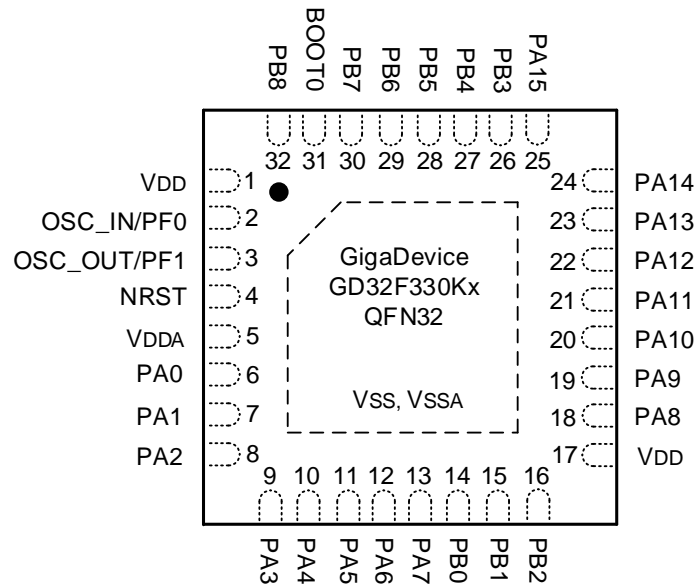 PB8
BOOT0
PB7
PB6
PB5
PB4
PB3
PA15
32
31
30
29
28
27
26
25
VDD
1
OSC_IN/PF0
2
OSC_OUT/PF1
3
NRST
4
VDDA
5
PA0
6
PA1
7
PA2
8
GigaDevice
GD32F330Kx
QFN32
VSS, VSSA
24
PA14
23
PA13
22
PA12
21
PA11
20
PA10
19
PA9
18
PA8
17
VDD
9
10
11
12
13
14
15
16
PA3
PA4
PA5
PA6
PA7
PB0
PB1
PB2